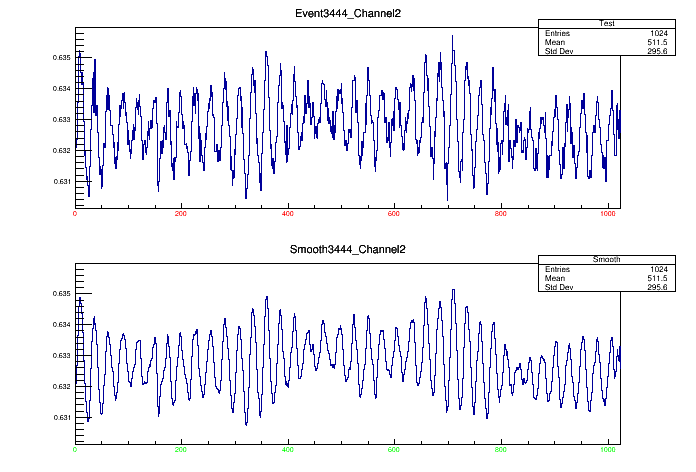 Event3444_Channel2
Test
Entries 1024
Mean 511.5
Std Dev 295.6
0.635
0.634
0.633
0.632
0.631
0 200 400 600 800 1000
Smooth3444_Channel2
Smooth
Entries 1024
Mean 511.5
Std Dev 295.6
0.635
0.634
0.633
0.632
0.631
0 200 400 600 800 1000